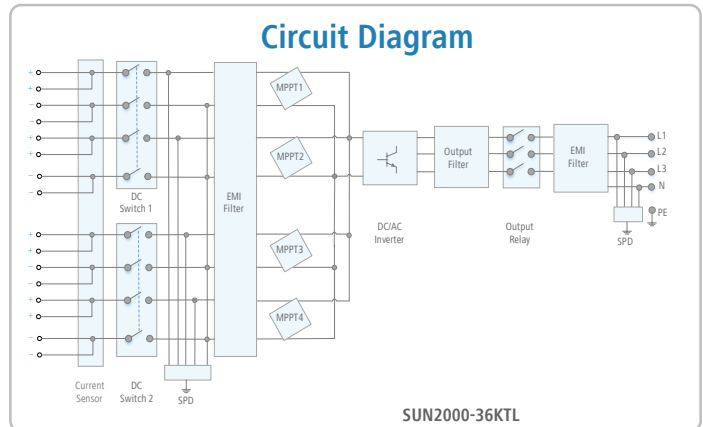 Circuit Diagram
+
+
−
−
+
+
−
−
DC
Switch 1
+
+
−
−
+
+
−
−
Current
Sensor
DC
Switch 2
SPD
EMI
Filter
MPPT1
MPPT2
MPPT3
MPPT4
DC/AC
Inverter
Output
Filter
Output
Relay
EMI
Filter
L1
L2
L3
N
PE
SPD
SUN2000-36KTL